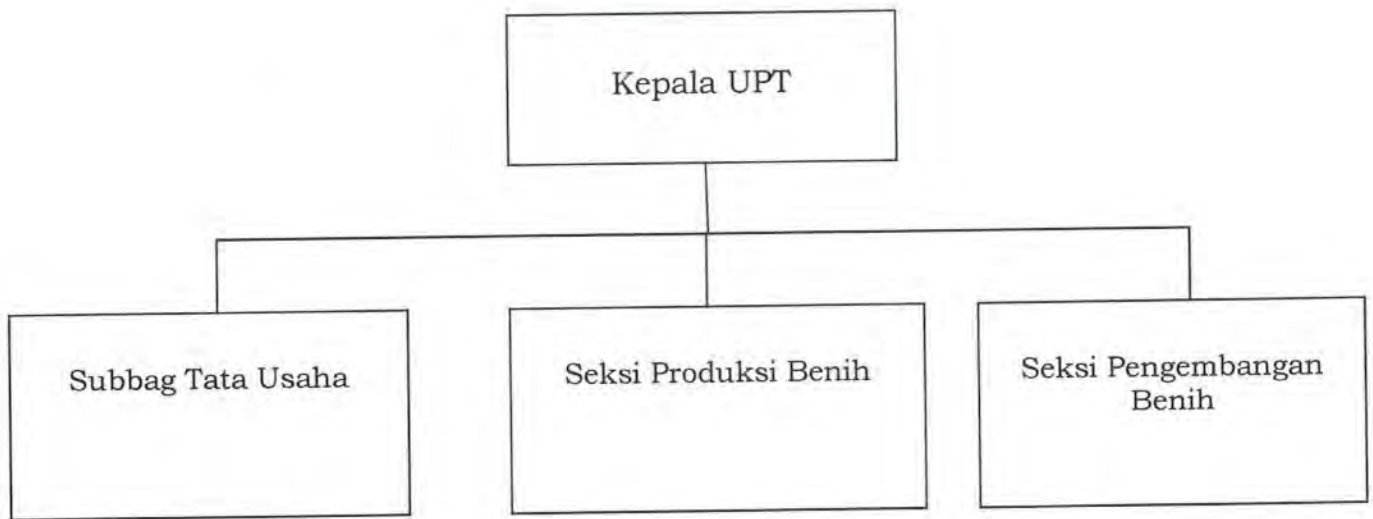 Kepala UPT
Subbag Tata Usaha
Seksi Produksi Benih
Seksi Pengembangan
Benih